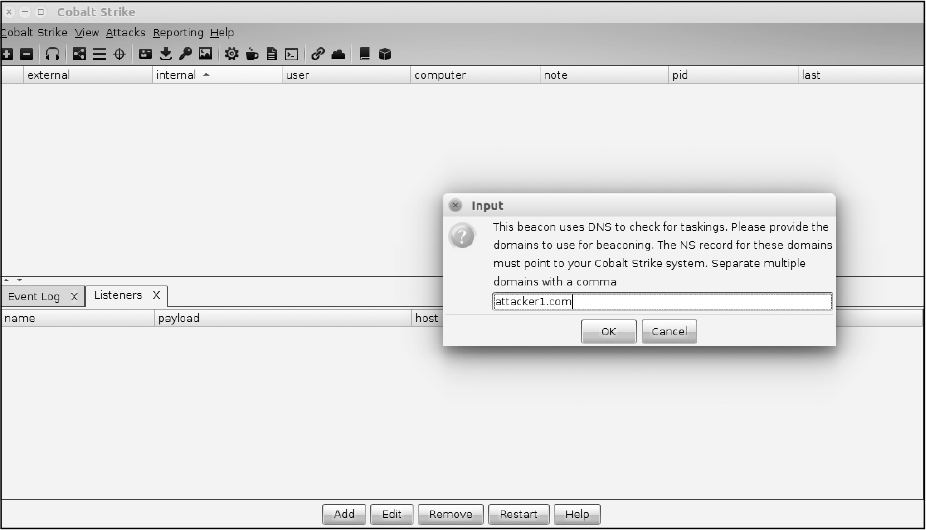 Cobalt Strike
Cobalt Strike View Attacks Reporting Help
external internal user computer note pid last
Input
This beacon uses DNS to check for taskings. Please provide the
domains to use for beaconing. The NS record for these domains
must point to your Cobalt Strike system. Separate multiple
domains with a comma
attacker1.com
OK Cancel
Event Log X Listeners X
name payload host
Add Edit Remove Restart Help